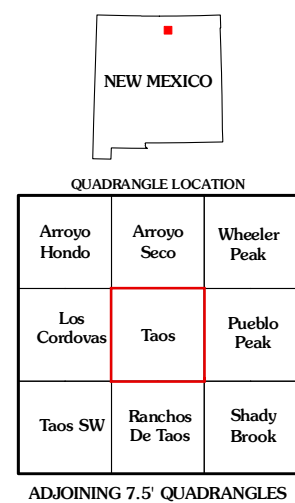 NEW MEXICO
QUADRANGLE LOCATION
Arroyo
Hondo
Arroyo
Seco
Wheeler
Peak
Los
Cordovas
Taos
Pueblo
Peak
Taos SW
Ranchos
De Taos
Shady
Brook
ADJOINING 7.5' QUADRANGLES